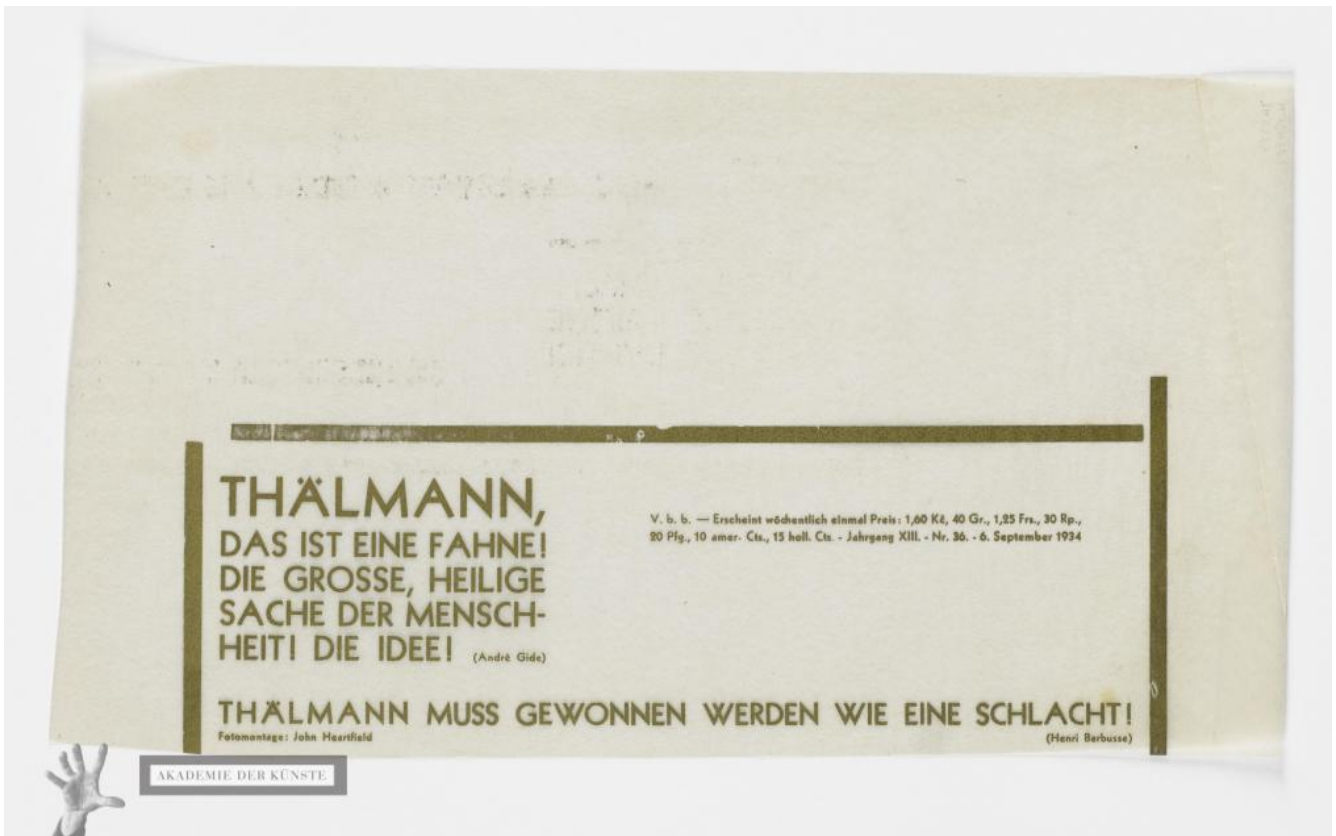 THÄLMANN,
DAS IST EINE FAHNE!
DIE GROSSE, HEILIGE
SACHE DER MENSCH-
HEIT! DIE IDEE! (André Gide)
V. b. b. — Erscheint wöchentlich einmal Preis: 1,60 Kč, 40 Gr., 1,25 Frs., 30 Rp.,
20 Pfg., 10 amer. Cts., 15 holl. Cts. - Jahrgang XIII. - Nr. 36. - 6. September 1934
THÄLMANN MUSS GEWONNEN WERDEN WIE EINE SCHLACHT!
Fotomontage: John Heartfield
(Henri Barbusse)
AKADEMIE DER KÜNSTE